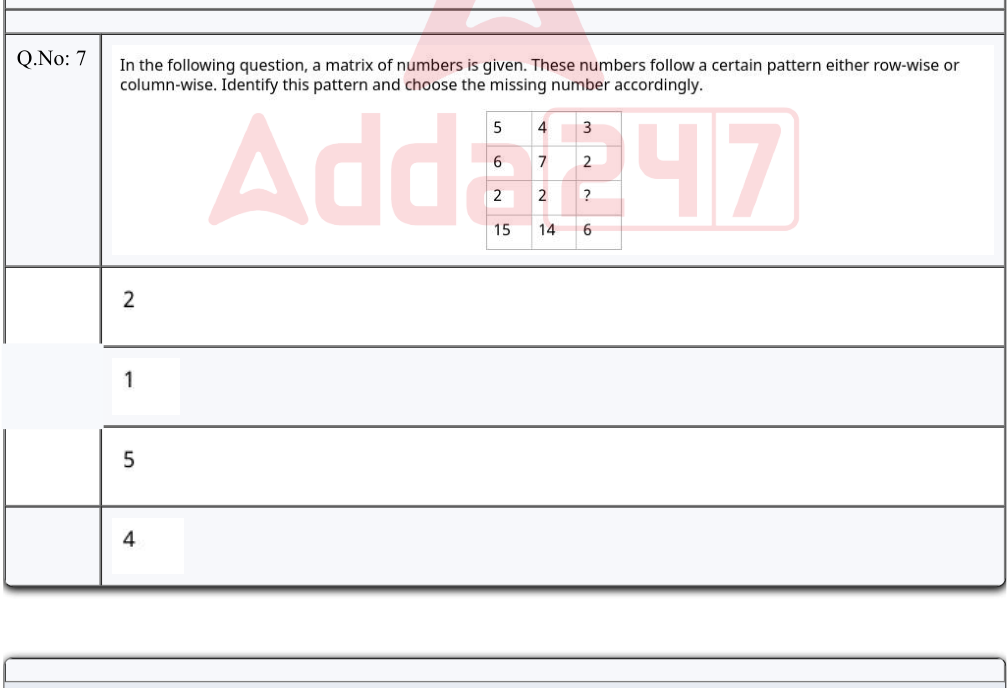 Q.No: 7
In the following question, a matrix of numbers is given. These numbers follow a certain pattern either row-wise or
column-wise. Identify this pattern and choose the missing number accordingly.
5 4 3
6 7 2
2 2 ?
15 14 6
Adda247
2
1
5
4